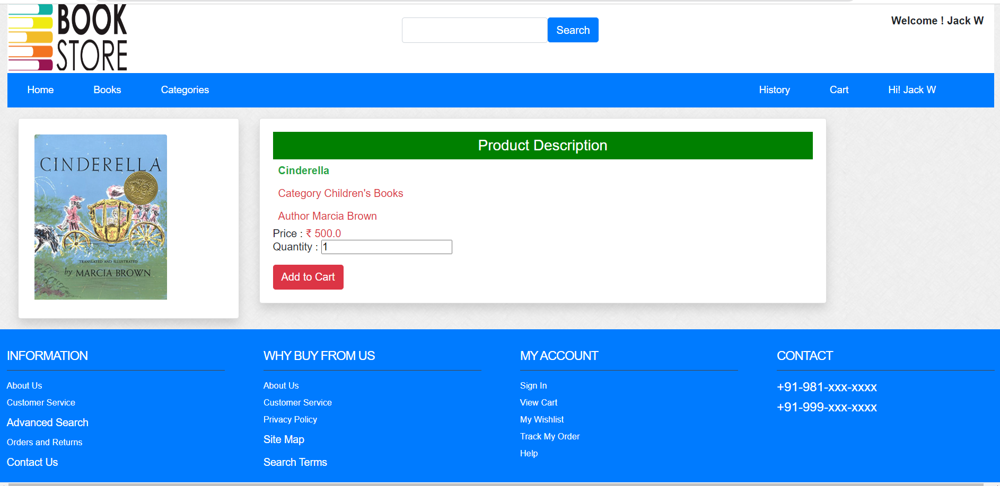 BOOK
STORE
Search
Welcome ! Jack W
Home Books Categories History Cart Hi! Jack W
CINDERELLA
TRANSLATED AND ILLUSTRATED
by MARCIA BROWN
Product Description
Cinderella
Category Children's Books
Author Marcia Brown
Price : ₹ 500.0
Quantity : 1
Add to Cart
INFORMATION
About Us
Customer Service
Advanced Search
Orders and Returns
Contact Us
WHY BUY FROM US
About Us
Customer Service
Privacy Policy
Site Map
Search Terms
MY ACCOUNT
Sign In
View Cart
My Wishlist
Track My Order
Help
CONTACT
+91-981-xxx-xxxx
+91-999-xxx-xxxx